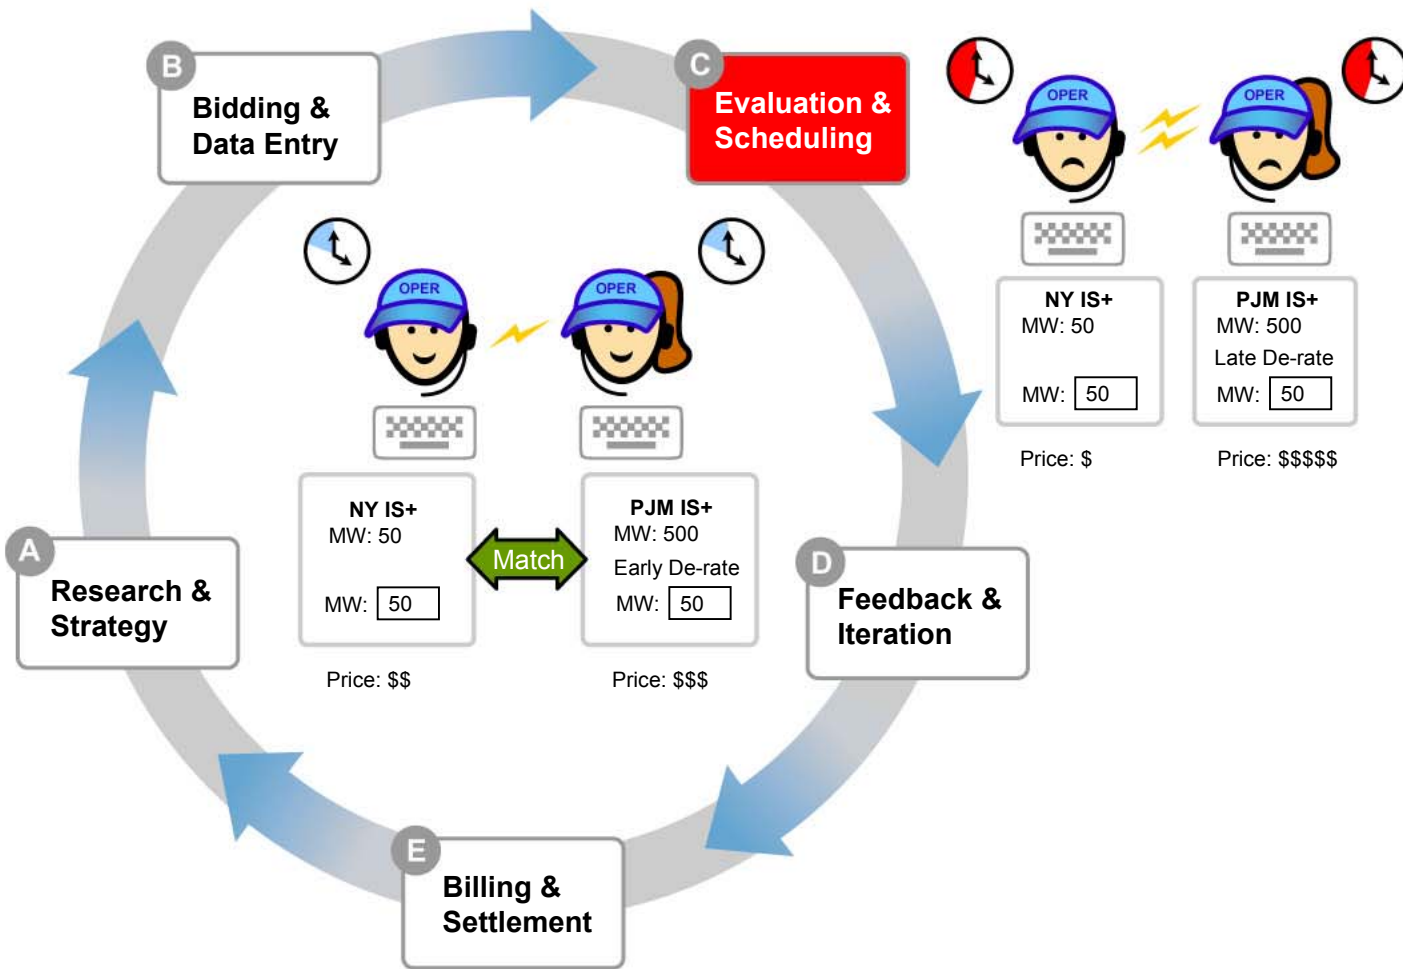 B
Bidding &
Data Entry
C
Evaluation &
Scheduling
OPER
OPER
NY IS+
MW: 50
MW: 50
Price: $
PJM IS+
MW: 500
Late De-rate
MW: 50
Price: $$$$$
OPER
OPER
NY IS+
MW: 50
MW: 50
Price: $$
Match
PJM IS+
MW: 500
Early De-rate
MW: 50
Price: $$$
A
Research &
Strategy
D
Feedback &
Iteration
E
Billing &
Settlement